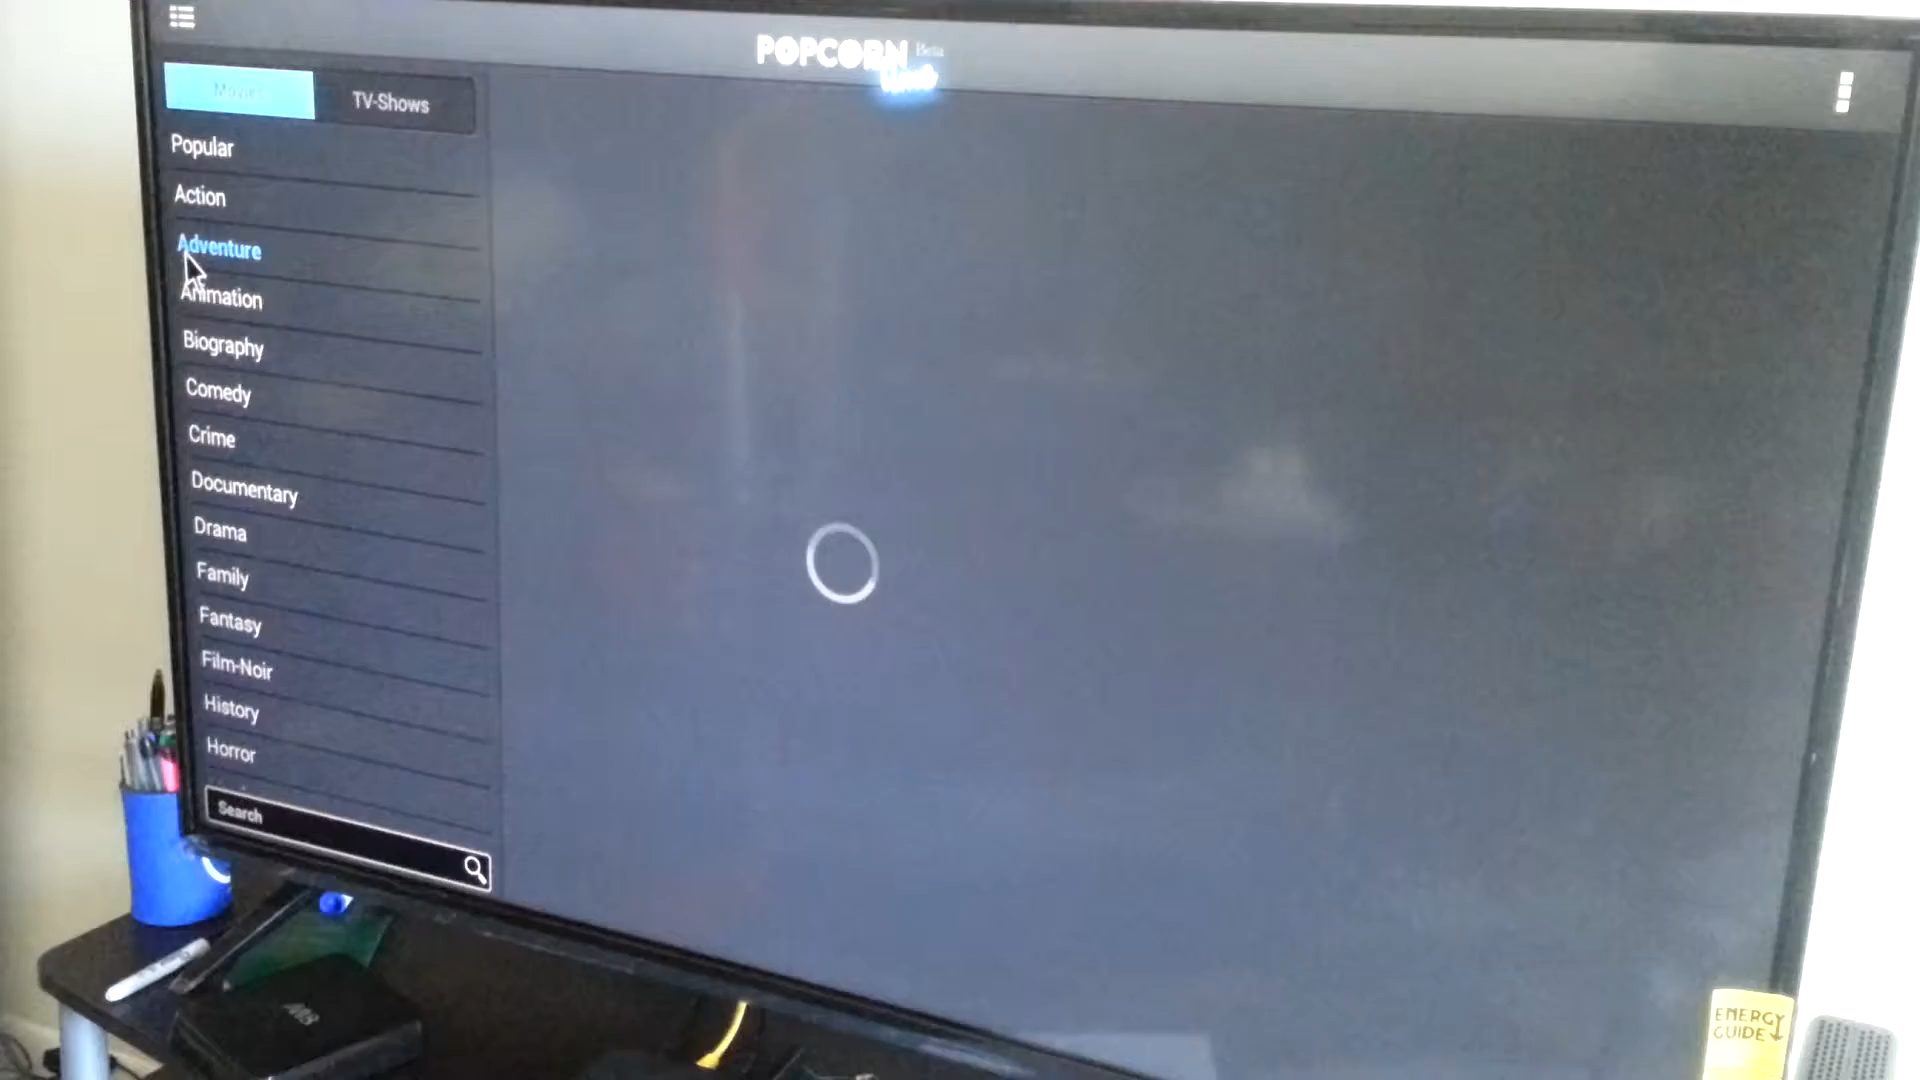 POPCORN Beta
Movies
TV-Shows
Popular
Action
Adventure
Animation
Biography
Comedy
Crime
Documentary
Drama
Family
Fantasy
Film-Noir
History
Horror
Search
M8
ENERGY
GUIDE